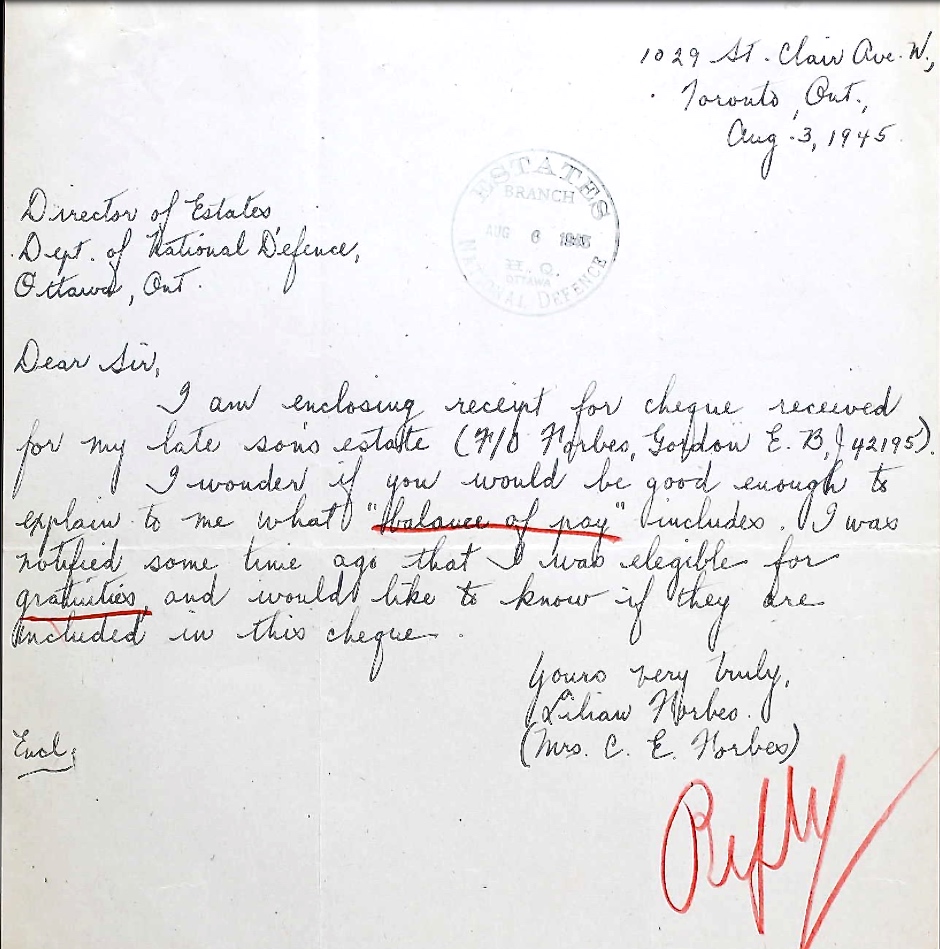 1029 St. Clair Ave. W.,
Toronto, Ont.,
Aug. 3, 1945.
ESTATES
BRANCH
AUG 6 1945
H. Q.
OTTAWA
NATIONAL DEFENCE
Director of Estates
Dept. of National Defence,
Ottawa, Ont.
Dear Sir,
I am enclosing receipt for cheque received
for my late son's estate (F/O Forbes, Gordon E. B, J 42195).
I wonder if you would be good enough to
explain to me what "balance of pay" includes. I was
notified some time ago that I was elegible for
gratuities, and would like to know if they are
included in this cheque.
Yours very truly,
Lilian Forbes.
(Mrs. C. E. Forbes)
Encl;
Reply